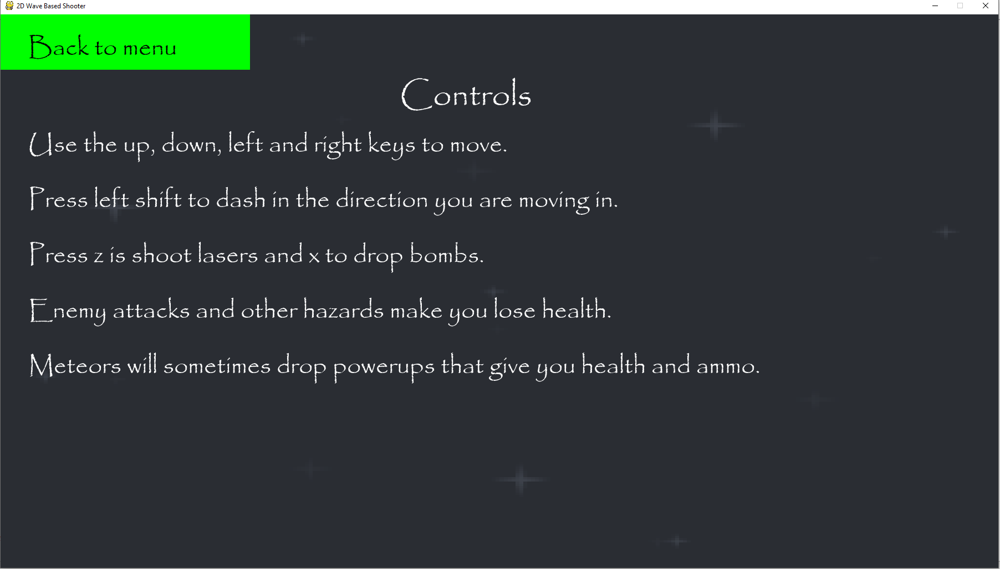 2D Wave Based Shooter
Back to menu
Controls
Use the up, down, left and right keys to move.
Press left shift to dash in the direction you are moving in.
Press z is shoot lasers and x to drop bombs.
Enemy attacks and other hazards make you lose health.
Meteors will sometimes drop powerups that give you health and ammo.